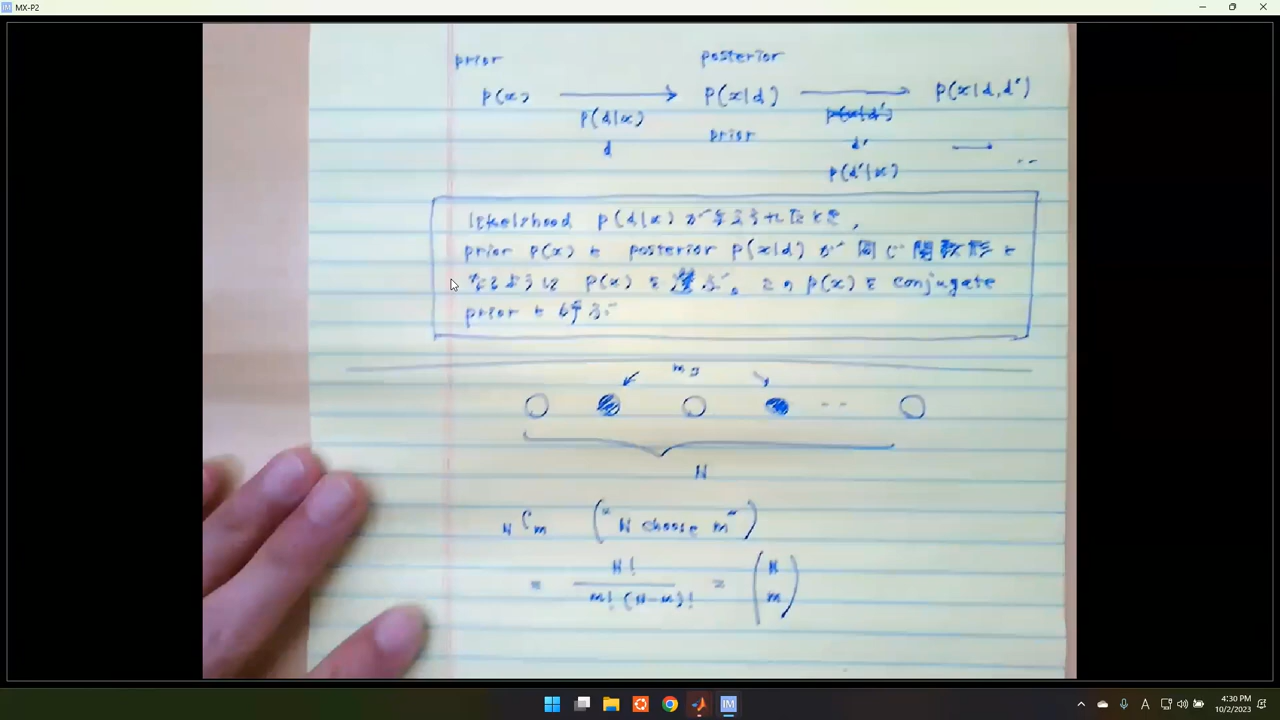 MX-P2
prior posterior
p(x) → p(x|d) → p(x|d,d')
p(d|x) prior p(x|d')
d d' → ..
p(d'|x)
likelihood p(d|x) が与えられたとき,
prior p(x) と posterior p(x|d) が 同じ 関数形 と
なるように p(x) を 選ぶ。この p(x) を conjugate
prior と 呼ぶ
m
--
N
N C m ("N choose m")
= N! / m! (N-m)! = (N m)
4:30 PM
10/2/2023